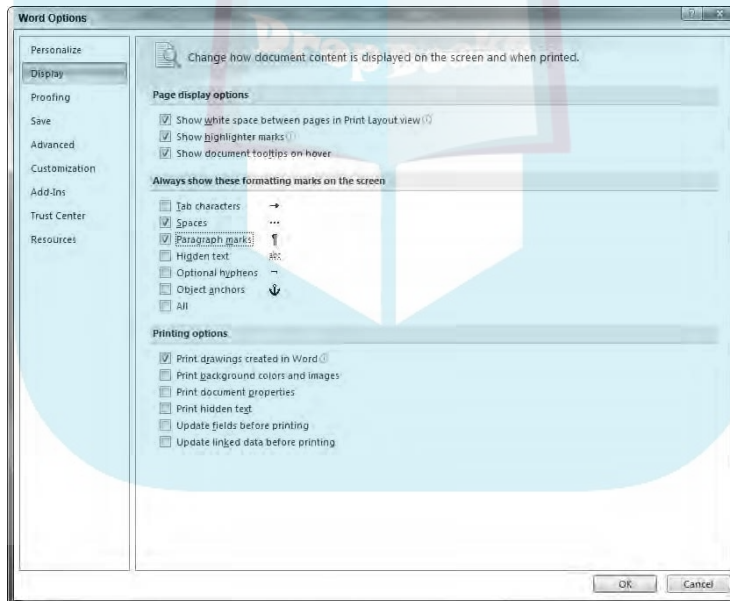 Word Options
Personalize
Display
Proofing
Save
Advanced
Customization
Add-Ins
Trust Center
Resources
Change how document content is displayed on the screen and when printed.
Page display options
Show white space between pages in Print Layout view
Show highlighter marks
Show document tooltips on hover
Always show these formatting marks on the screen
Tab characters →
Spaces ...
Paragraph marks ¶
Hidden text abc
Optional hyphens ¬
Object anchors
All
Printing options
Print drawings created in Word
Print background colors and images
Print document properties
Print hidden text
Update fields before printing
Update linked data before printing
OK Cancel